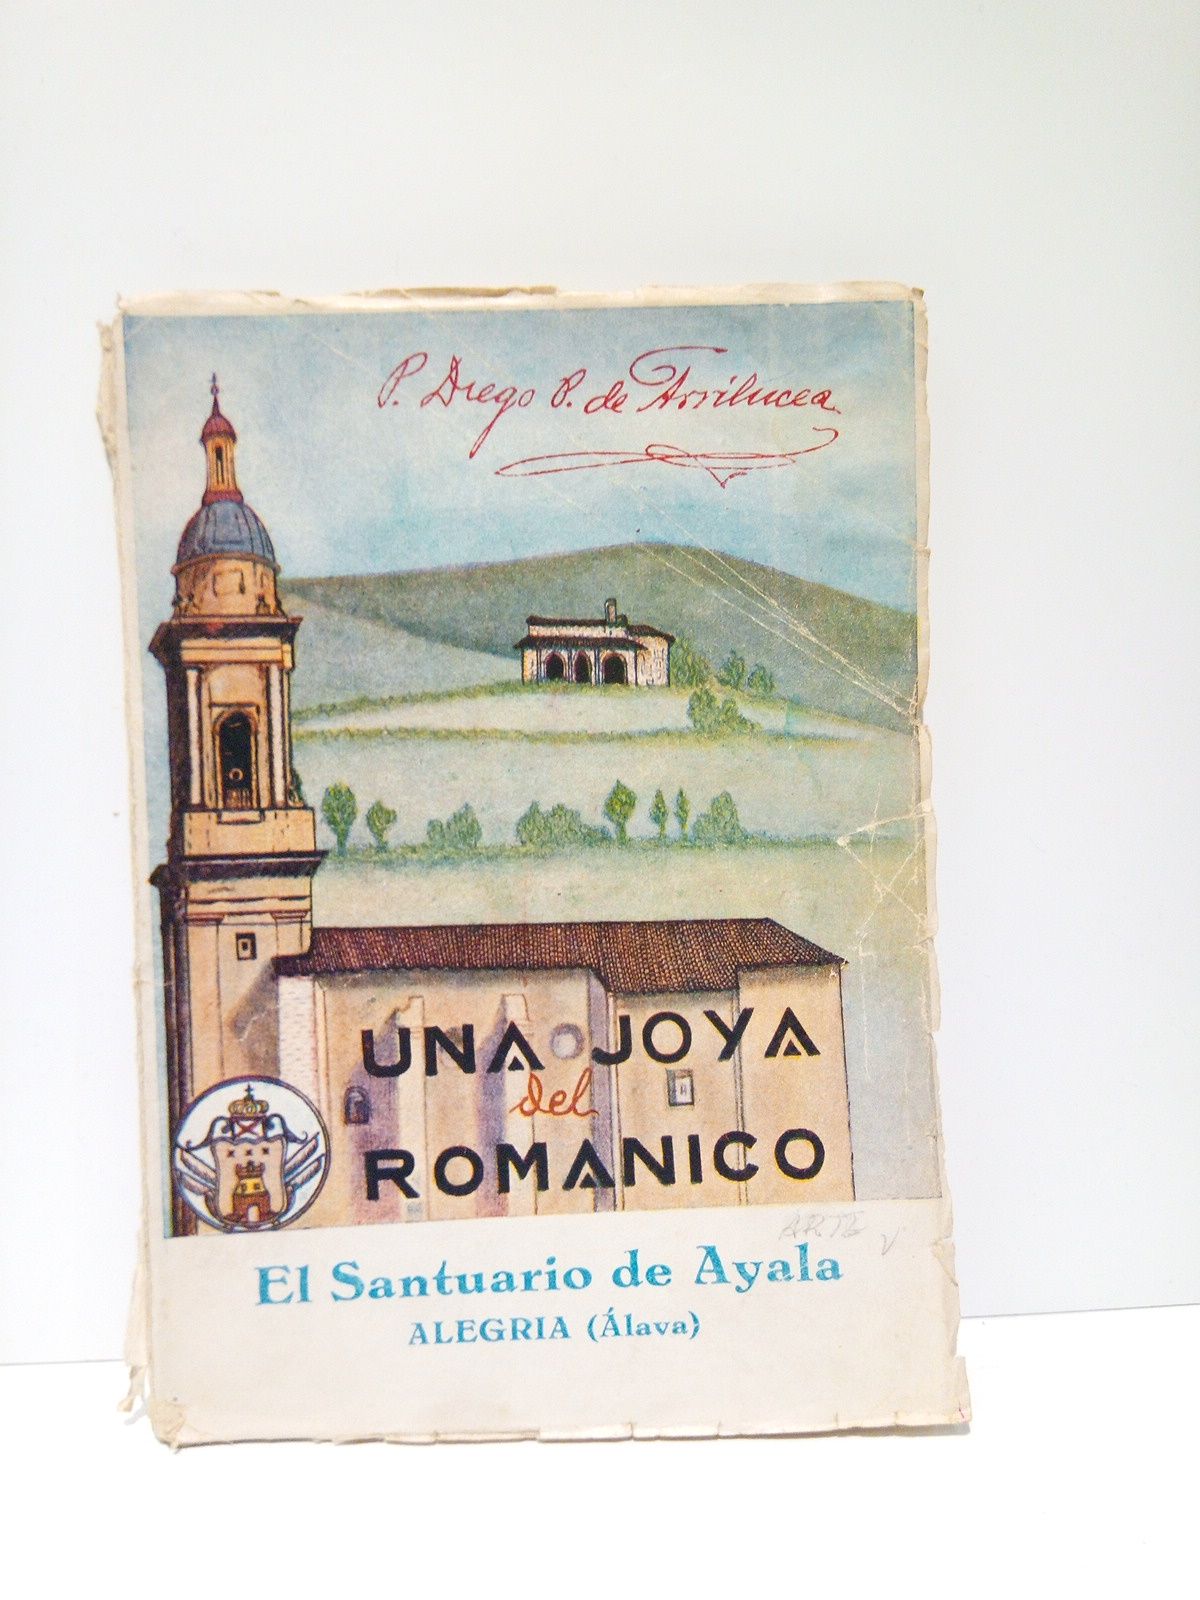 P. Diego P. de Arrilucea
UNA JOYA
del
ROMANICO
ARTE
El Santuario de Ayala
ALEGRIA (Álava)